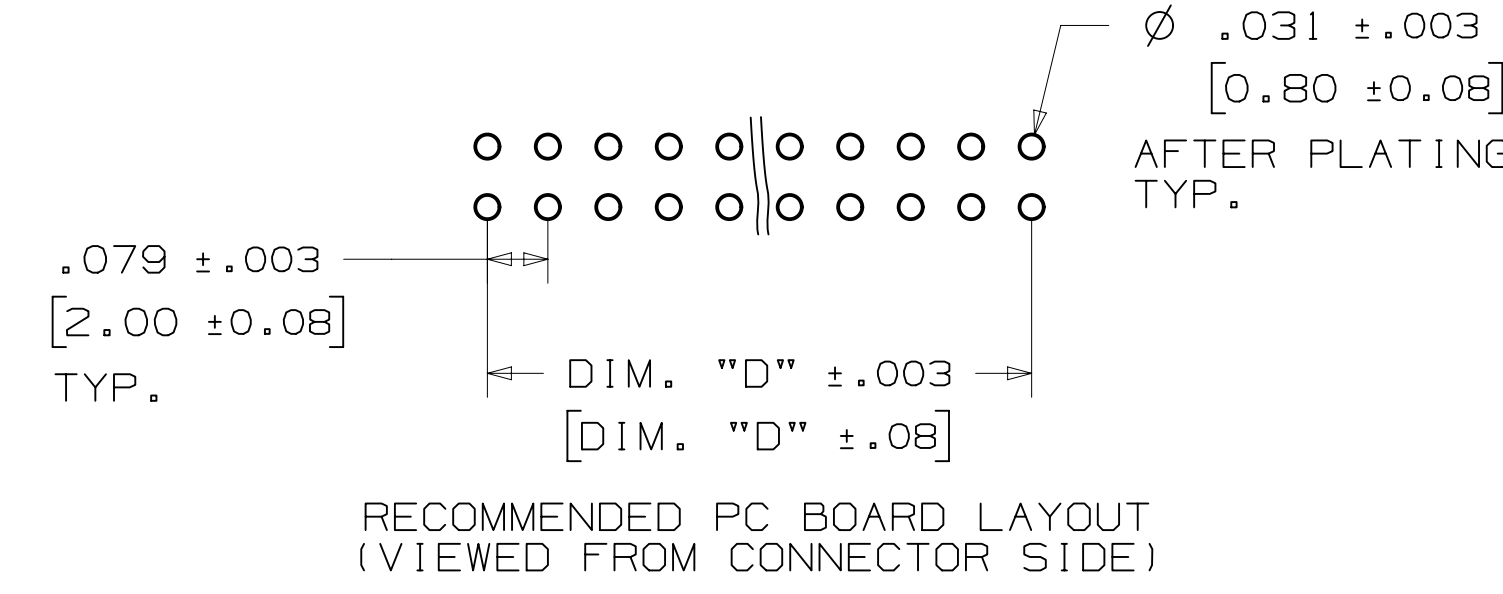 Ø .031 ±.003
[0.80 ±0.08]
AFTER PLATING
TYP.
.079 ±.003
[2.00 ±0.08]
TYP.
DIM. "D" ±.003
[DIM. "D" ±.08]
RECOMMENDED PC BOARD LAYOUT
(VIEWED FROM CONNECTOR SIDE)